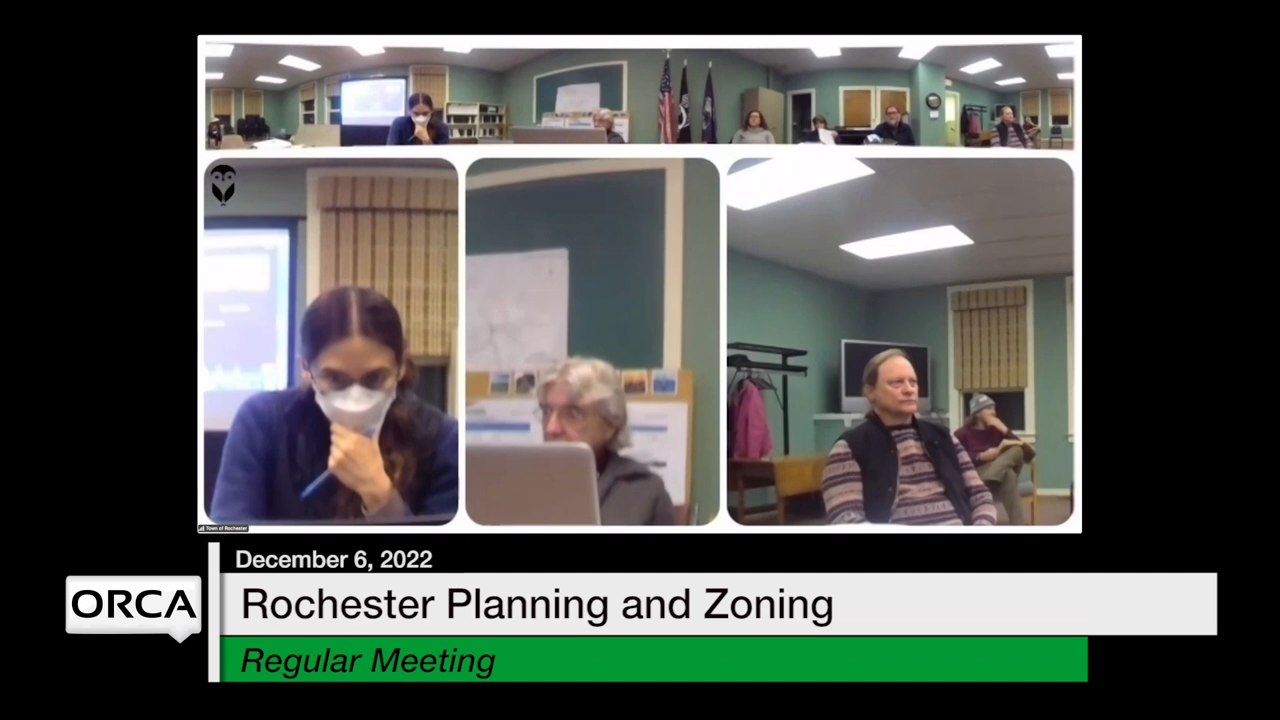 Town of Rochester
December 6, 2022
ORCA
Rochester Planning and Zoning
Regular Meeting